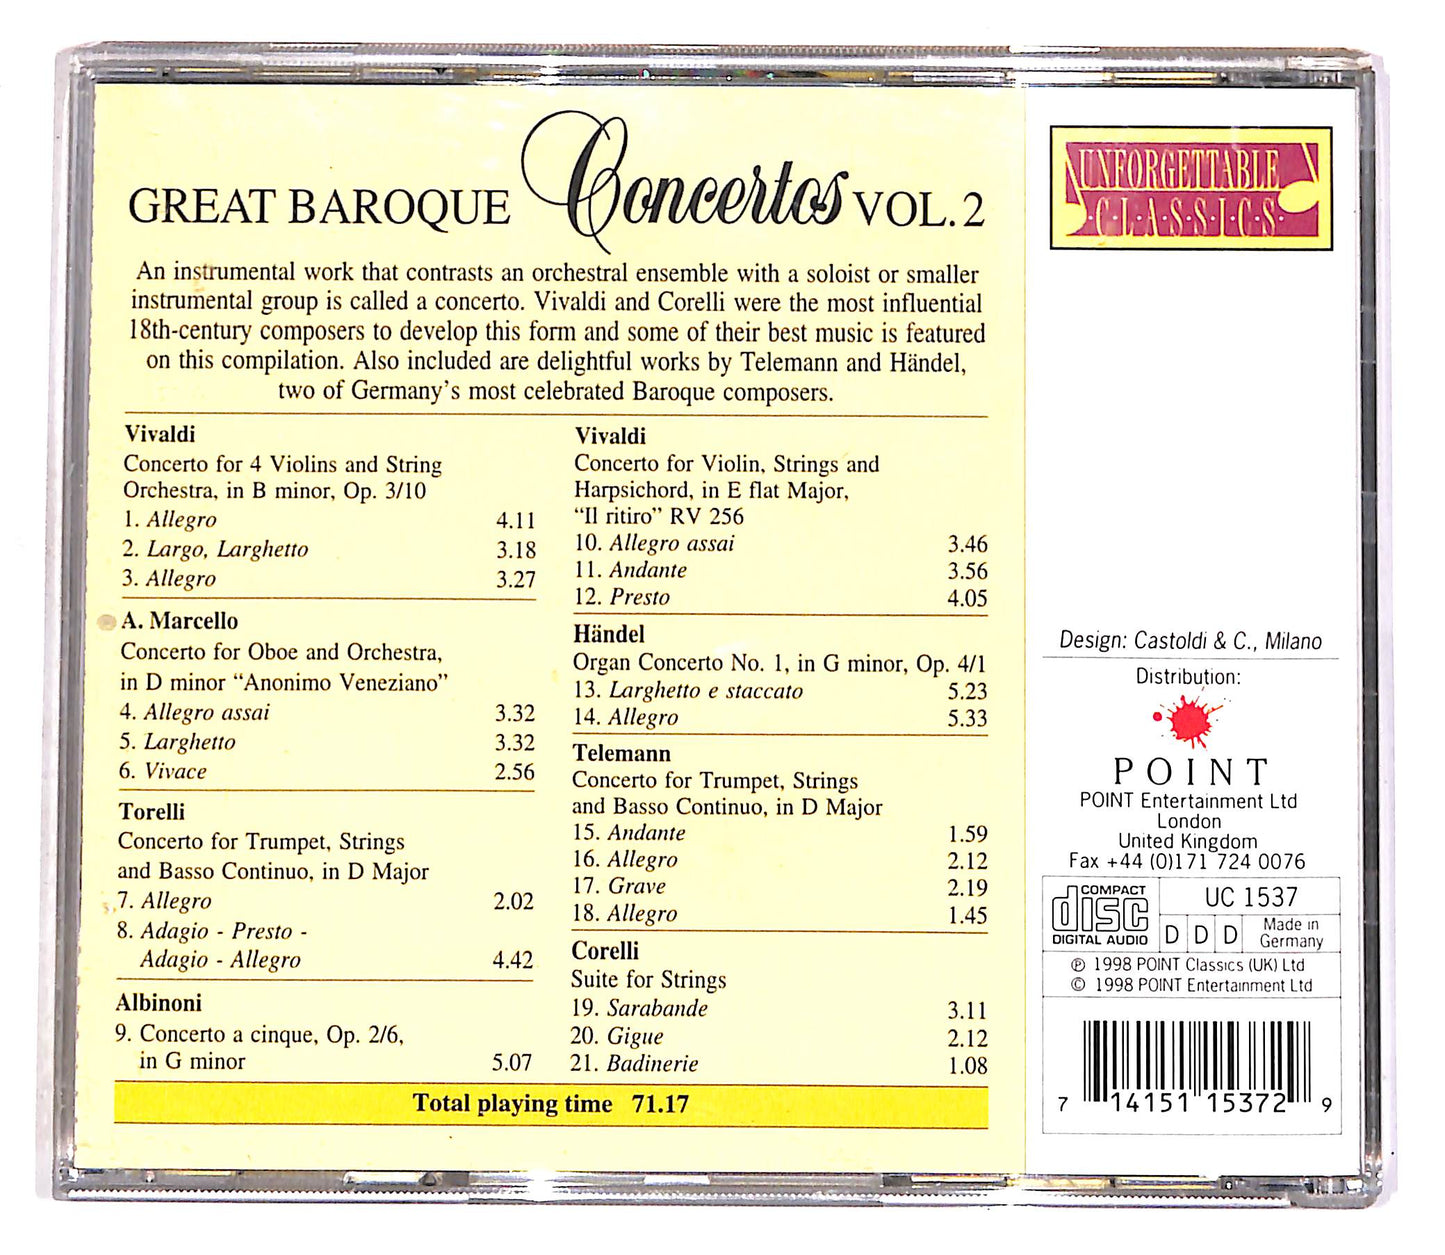 GREAT BAROQUE Concertos VOL. 2
An instrumental work that contrasts an orchestral ensemble with a soloist or smaller
instrumental group is called a concerto. Vivaldi and Corelli were the most influential
18th-century composers to develop this form and some of their best music is featured
on this compilation. Also included are delightful works by Telemann and Händel,
two of Germany's most celebrated Baroque composers.
Vivaldi
Concerto for 4 Violins and String
Orchestra, in B minor, Op. 3/10
1. Allegro 4.11
2. Largo, Larghetto 3.18
3. Allegro 3.27
A. Marcello
Concerto for Oboe and Orchestra,
in D minor “Anonimo Veneziano”
4. Allegro assai 3.32
5. Larghetto 3.32
6. Vivace 2.56
Torelli
Concerto for Trumpet, Strings
and Basso Continuo, in D Major
7. Allegro 2.02
8. Adagio - Presto -
Adagio - Allegro 4.42
Albinoni
9. Concerto a cinque, Op. 2/6,
in G minor 5.07
Vivaldi
Concerto for Violin, Strings and
Harpsichord, in E flat Major,
“Il ritiro” RV 256
10. Allegro assai 3.46
11. Andante 3.56
12. Presto 4.05
Händel
Organ Concerto No. 1, in G minor, Op. 4/1
13. Larghetto e staccato 5.23
14. Allegro 5.33
Telemann
Concerto for Trumpet, Strings
and Basso Continuo, in D Major
15. Andante 1.59
16. Allegro 2.12
17. Grave 2.19
18. Allegro 1.45
Corelli
Suite for Strings
19. Sarabande 3.11
20. Gigue 2.12
21. Badinerie 1.08
Total playing time 71.17
UNFORGETTABLE
·C·L·A·S·S·I·C·S·
Design: Castoldi & C., Milano
Distribution:
POINT
POINT Entertainment Ltd
London
United Kingdom
Fax +44 (0)171 724 0076
COMPACT
disc
DIGITAL AUDIO
UC 1537
D D D
Made in
Germany
℗ 1998 POINT Classics (UK) Ltd
© 1998 POINT Entertainment Ltd
7 14151 15372 9